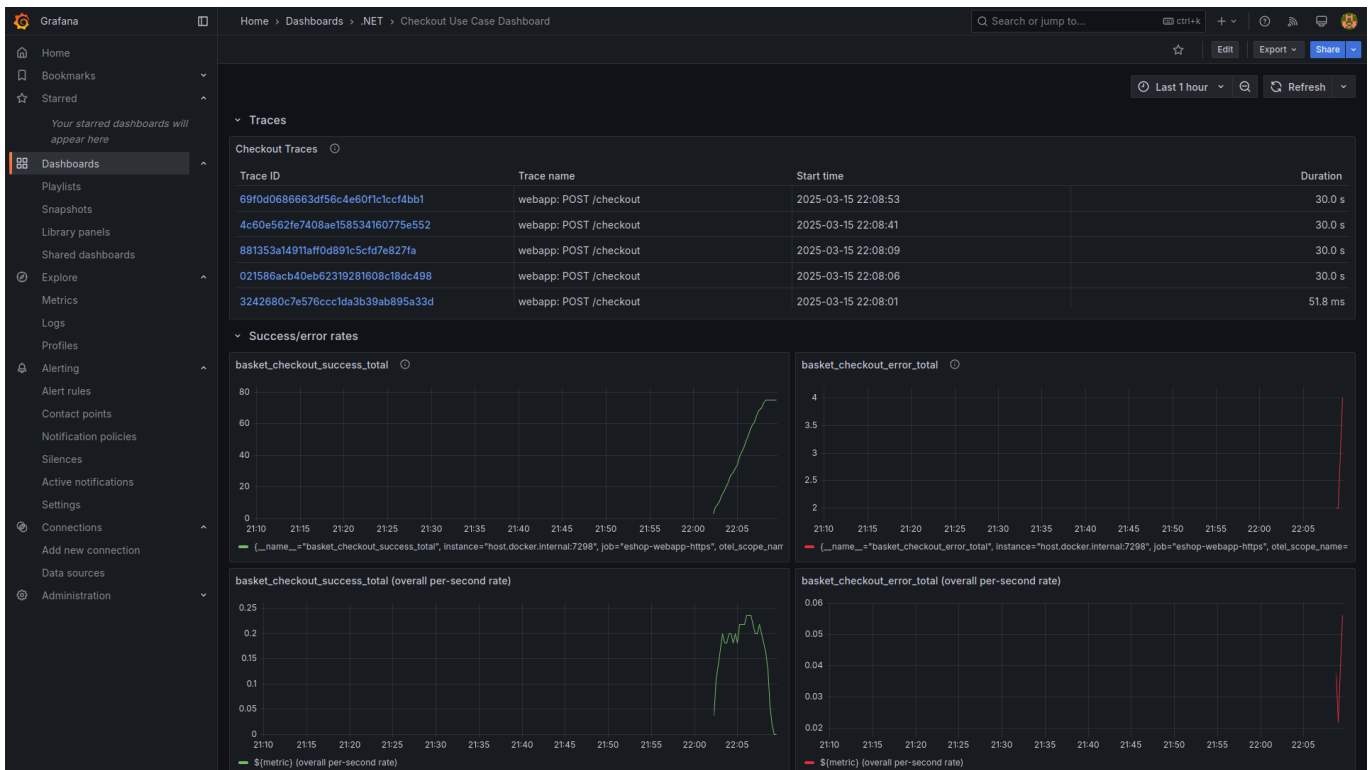 Grafana
Home › Dashboards › .NET › Checkout Use Case Dashboard
Search or jump to...
ctrl+k
Edit
Export
Share
Home
Bookmarks
Starred
Your starred dashboards will
appear here
Dashboards
Playlists
Snapshots
Library panels
Shared dashboards
Explore
Metrics
Logs
Profiles
Alerting
Alert rules
Contact points
Notification policies
Silences
Active notifications
Settings
Connections
Add new connection
Data sources
Administration
Last 1 hour
Refresh
Traces
Checkout Traces
Trace ID Trace name Start time Duration
69f0d0686663df56c4e60f1c1ccf4bb1 webapp: POST /checkout 2025-03-15 22:08:53 30.0 s
4c60e562fe7408ae158534160775e552 webapp: POST /checkout 2025-03-15 22:08:41 30.0 s
881353a14911aff0d891c5cfd7e827fa webapp: POST /checkout 2025-03-15 22:08:09 30.0 s
021586acb40eb62319281608c18dc498 webapp: POST /checkout 2025-03-15 22:08:06 30.0 s
3242680c7e576ccc1da3b39ab895a33d webapp: POST /checkout 2025-03-15 22:08:01 51.8 ms
Success/error rates
basket_checkout_success_total
80
60
40
20
0
21:10 21:15 21:20 21:25 21:30 21:35 21:40 21:45 21:50 21:55 22:00 22:05
{__name__="basket_checkout_success_total", instance="host.docker.internal:7298", job="eshop-webapp-https", otel_scope_nam
basket_checkout_error_total
4
3.5
3
2.5
2
21:10 21:15 21:20 21:25 21:30 21:35 21:40 21:45 21:50 21:55 22:00 22:05
{__name__="basket_checkout_error_total", instance="host.docker.internal:7298", job="eshop-webapp-https", otel_scope_name=
basket_checkout_success_total (overall per-second rate)
0.25
0.2
0.15
0.1
0.05
0
21:10 21:15 21:20 21:25 21:30 21:35 21:40 21:45 21:50 21:55 22:00 22:05
${metric} (overall per-second rate)
basket_checkout_error_total (overall per-second rate)
0.06
0.05
0.04
0.03
0.02
21:10 21:15 21:20 21:25 21:30 21:35 21:40 21:45 21:50 21:55 22:00 22:05
${metric} (overall per-second rate)